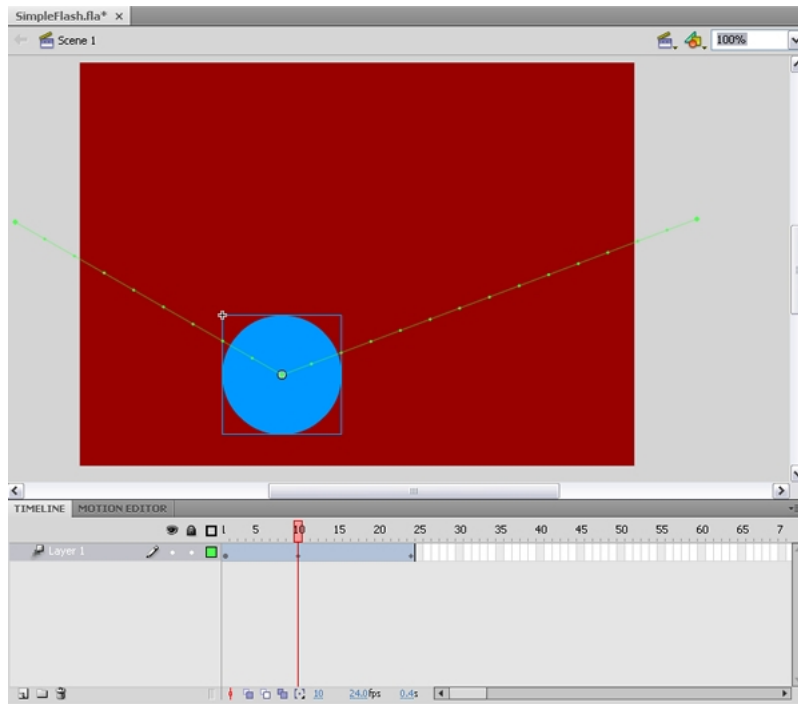 SimpleFlash.fla* ×
Scene 1
100%
TIMELINE MOTION EDITOR
1 5 10 15 20 25 30 35 40 45 50 55 60 65 7
Layer 1
10 24.0fps 0.4s